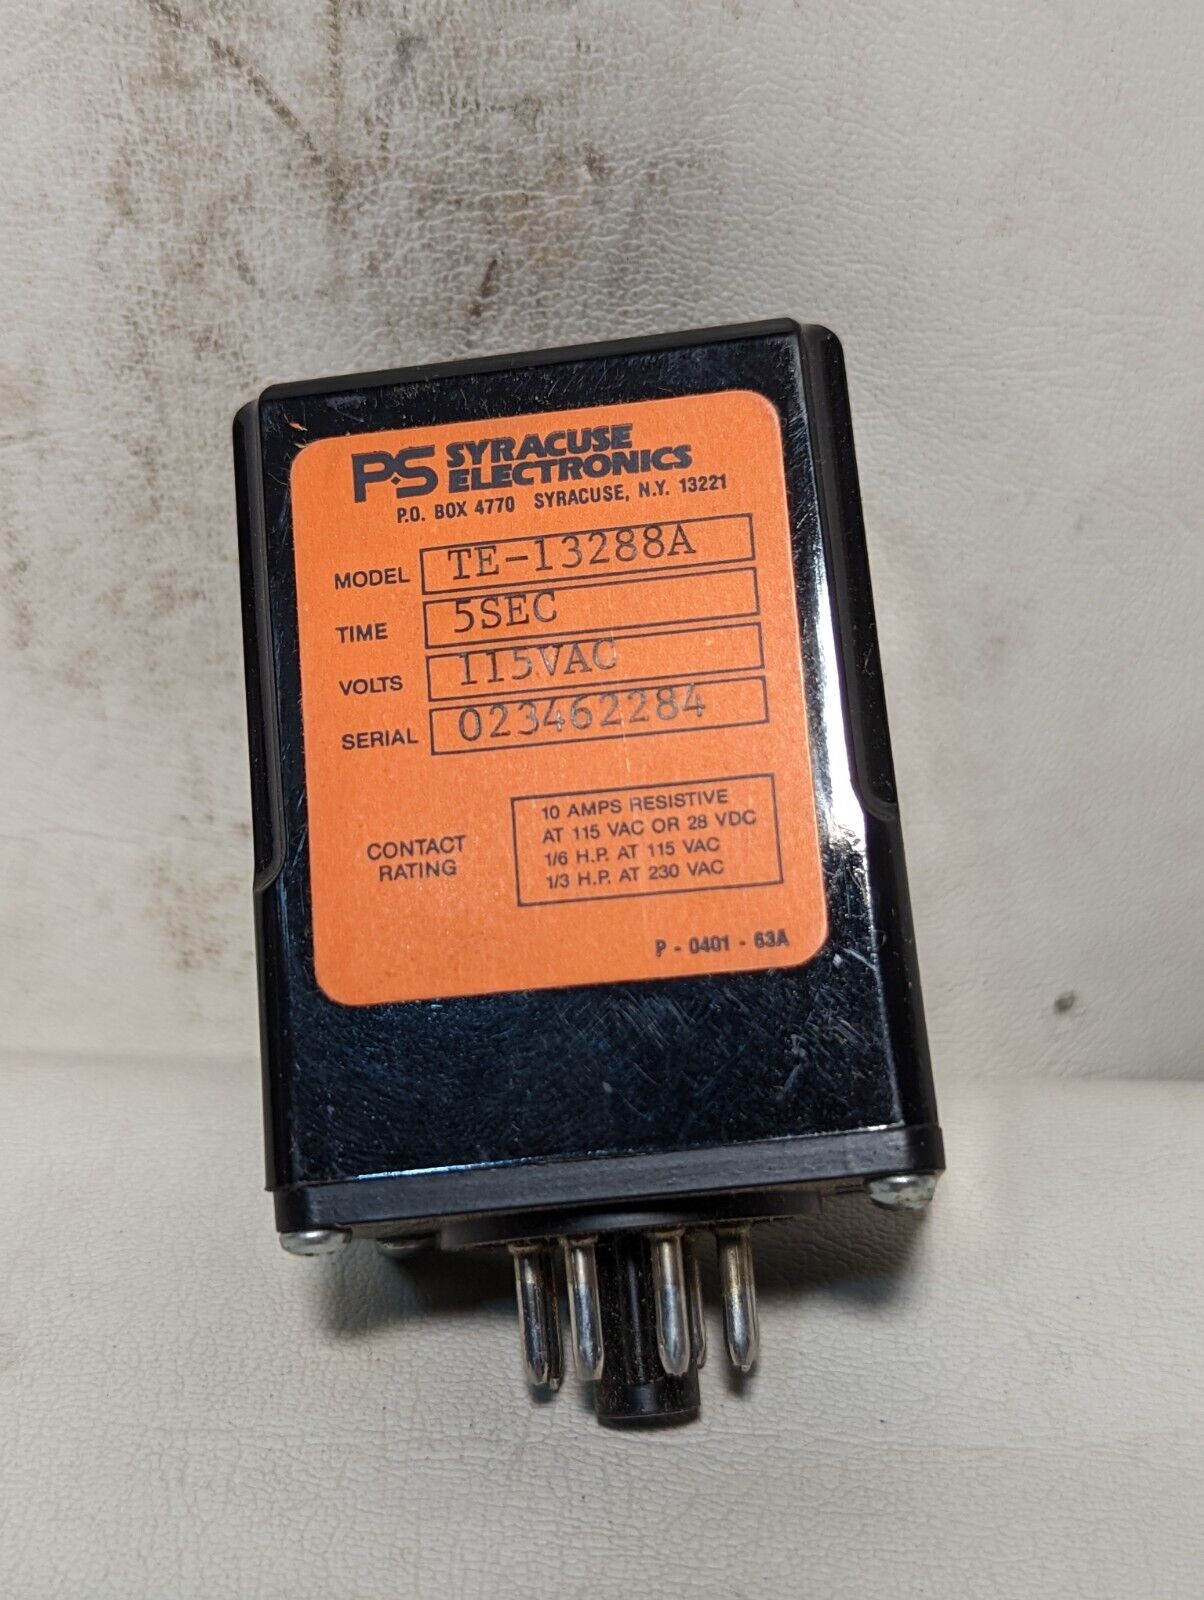 PS SYRACUSE
ELECTRONICS
P.O. BOX 4770 SYRACUSE, N.Y. 13221
MODEL TE-13288A
TIME 5SEC
VOLTS 115VAC
SERIAL 023462284
CONTACT
RATING
10 AMPS RESISTIVE
AT 115 VAC OR 28 VDC
1/6 H.P. AT 115 VAC
1/3 H.P. AT 230 VAC
P - 0401 - 63A